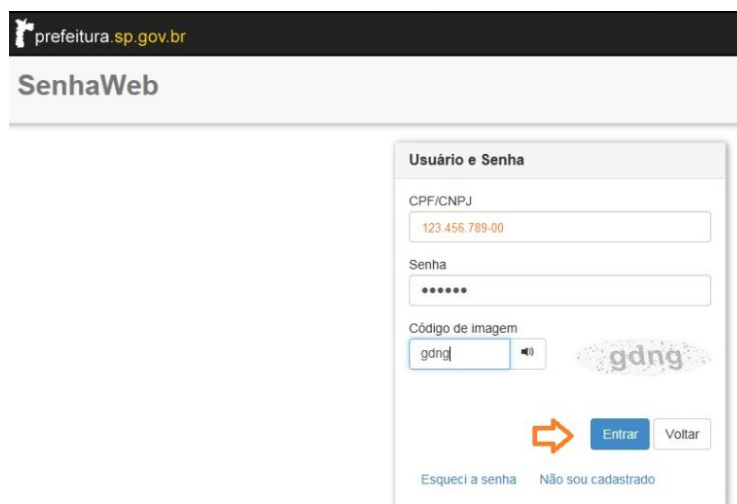 prefeitura.sp.gov.br
SenhaWeb
Usuário e Senha
CPF/CNPJ
123.456.789-00
Senha
••••••
Código de imagem
gdng gdng
Entrar Voltar
Esqueci a senha Não sou cadastrado